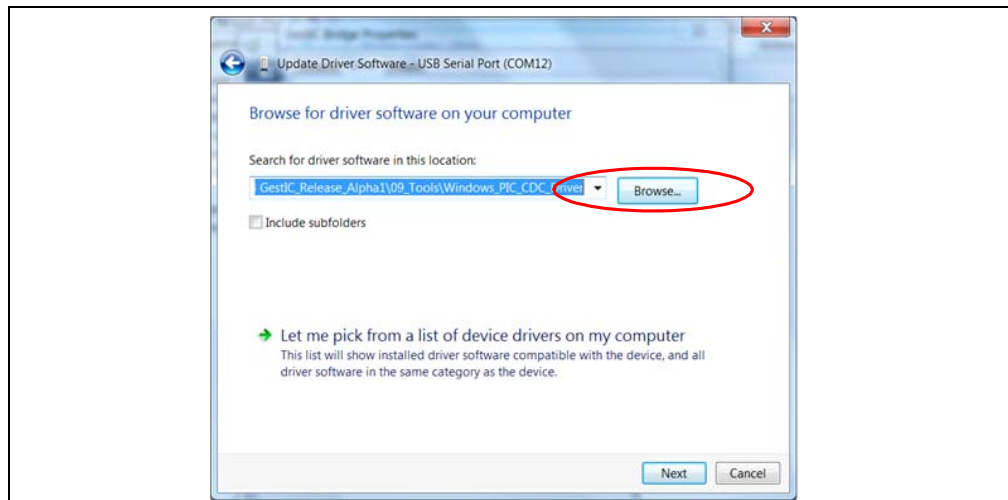 GestIC Bridge Properties
Update Driver Software - USB Serial Port (COM12)
Browse for driver software on your computer
Search for driver software in this location:
GestIC_Release_Alpha1\09_Tools\Windows_PIC_CDC_Driver
Browse...
Include subfolders
Let me pick from a list of device drivers on my computer
This list will show installed driver software compatible with the device, and all
driver software in the same category as the device.
Next
Cancel